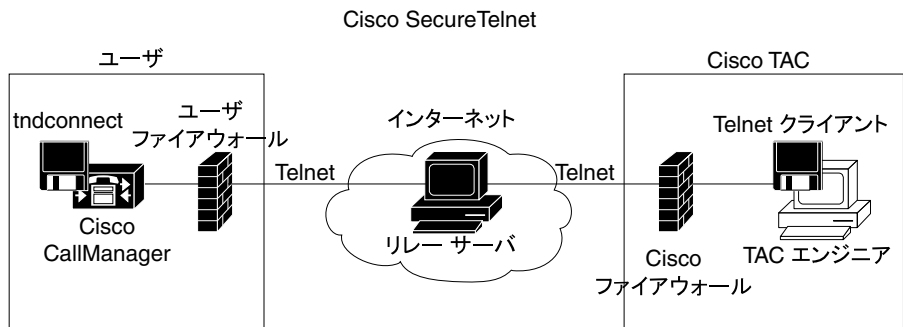 Cisco SecureTelnet
ユーザ
Cisco TAC
tndconnect
ユーザ
ファイアウォール
インターネット
Telnet クライアント
Telnet
Telnet
Cisco
CallManager
リレー サーバ
Cisco
ファイアウォール
TAC エンジニア